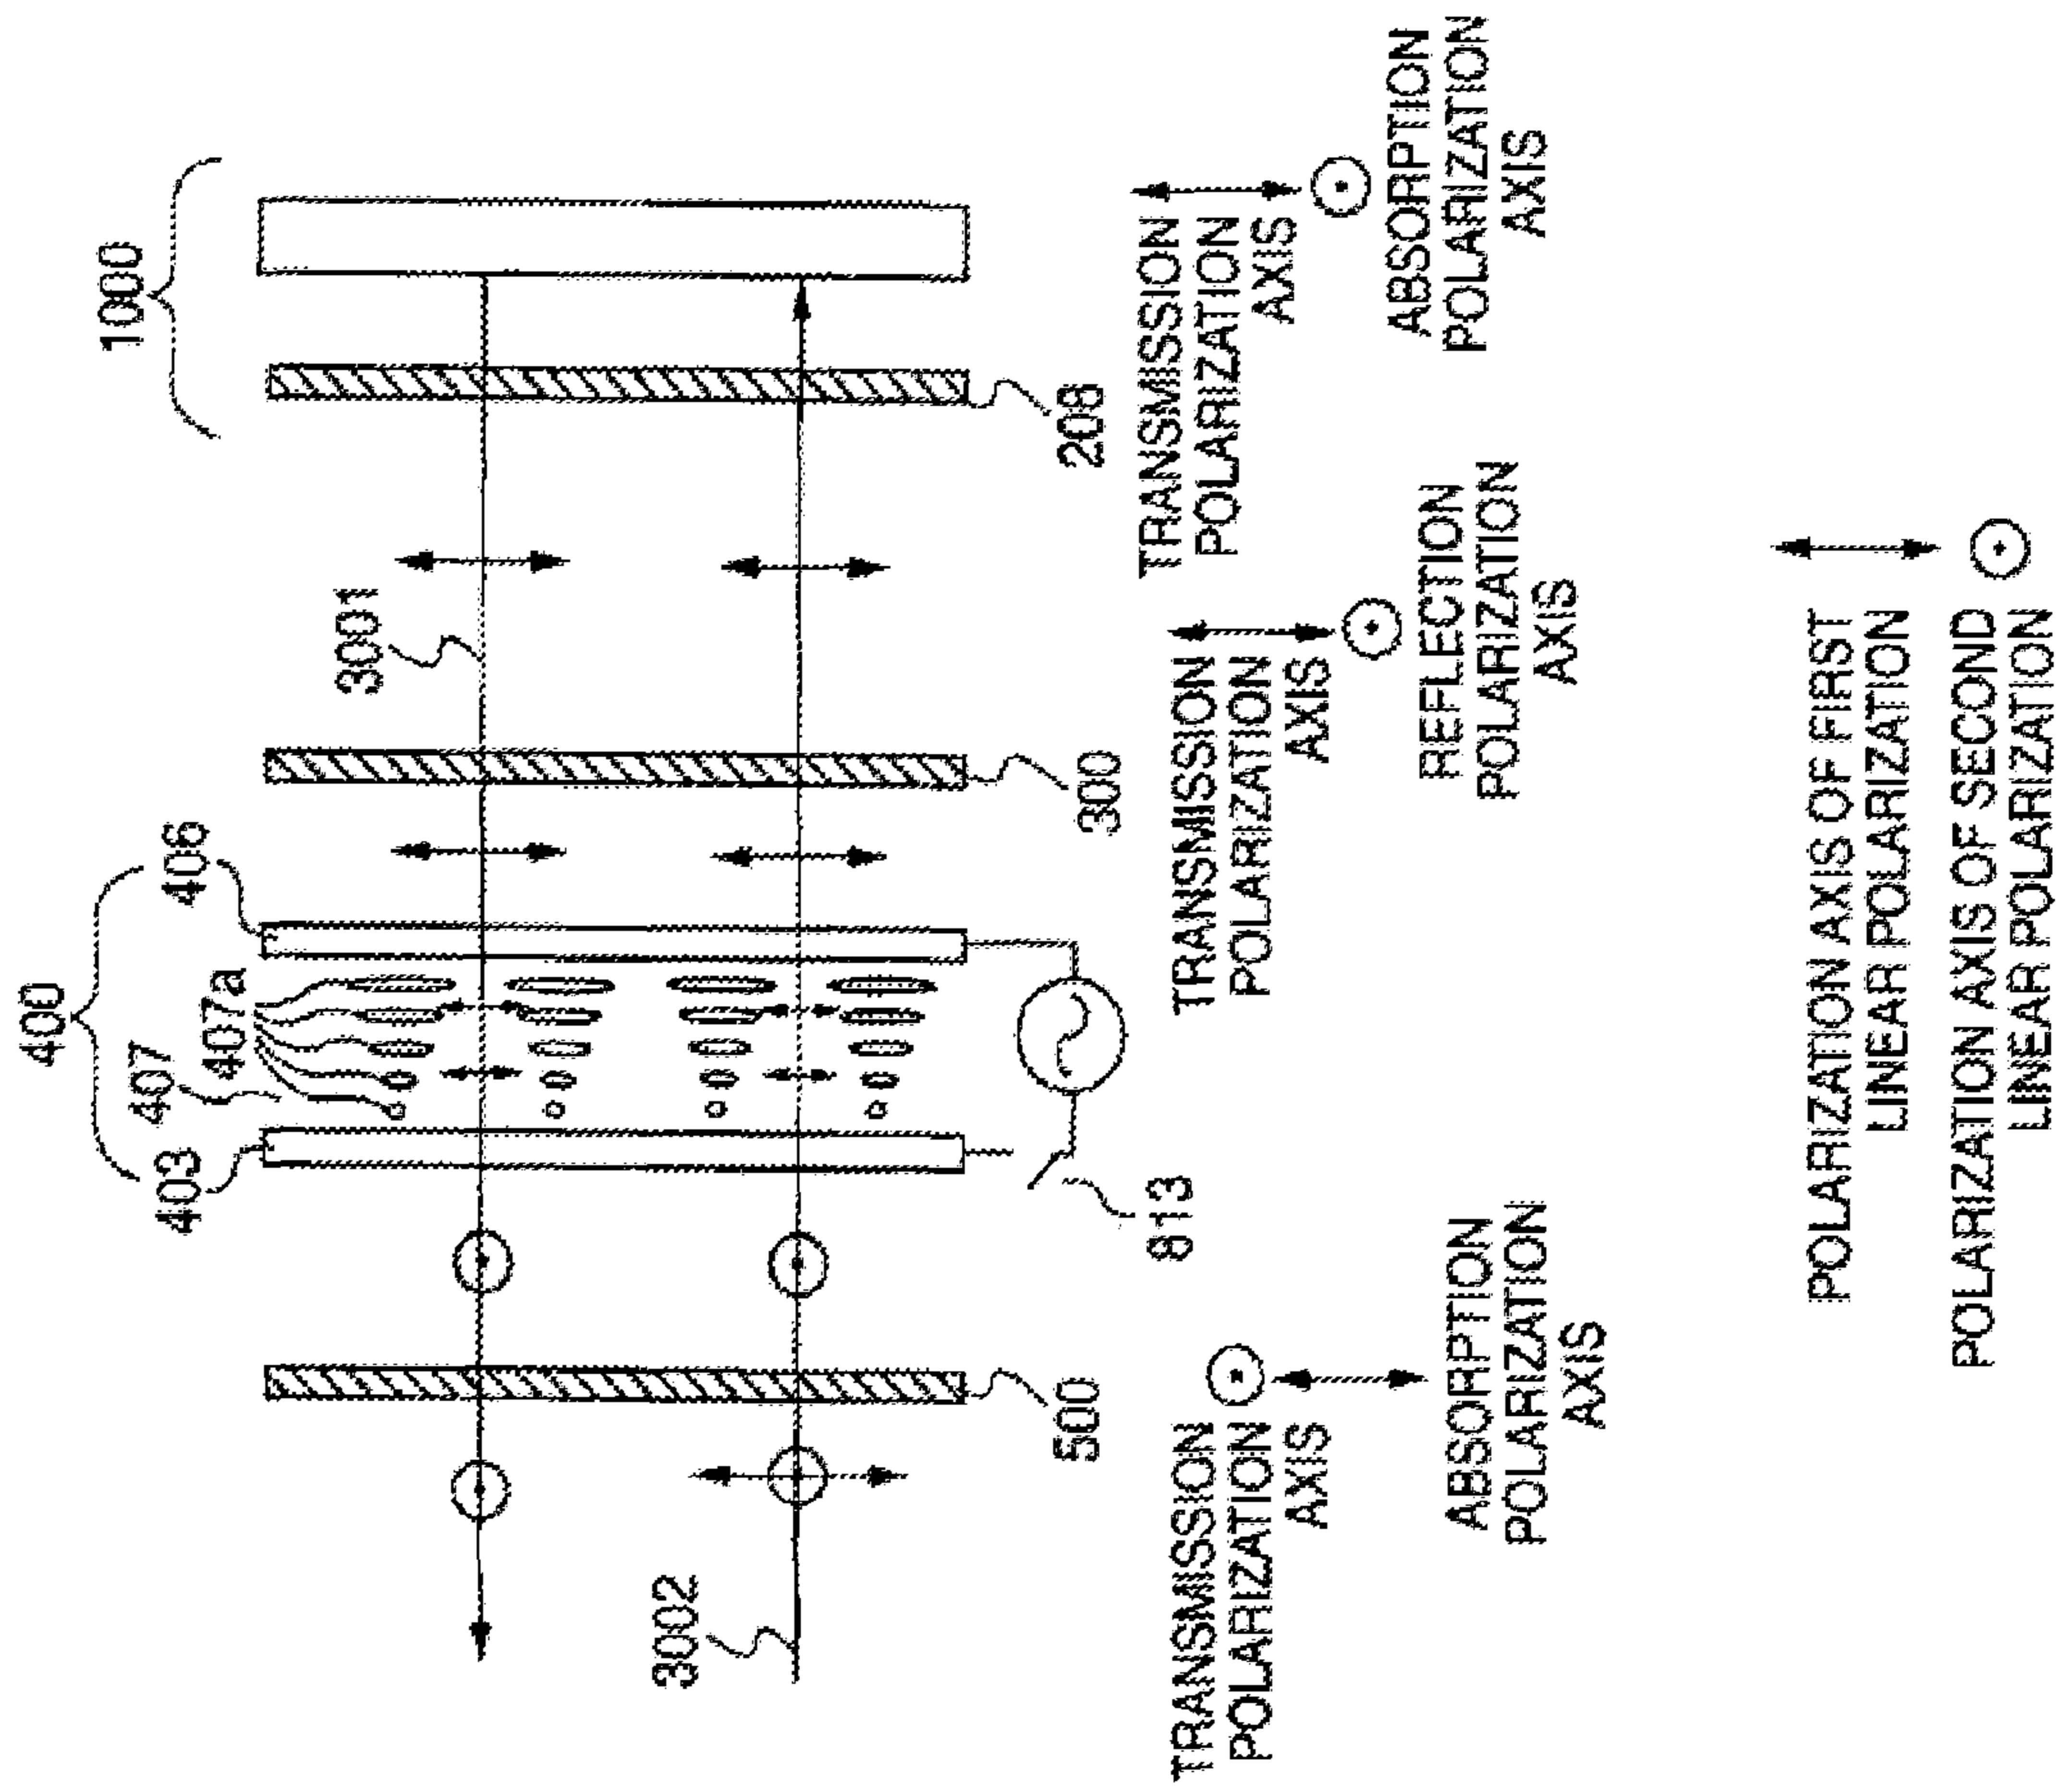 1000
400
407
407a
403
406
3001
3002
500
813
300
208
TRANSMISSION
POLARIZATION
AXIS
ABSORPTION
POLARIZATION
AXIS
TRANSMISSION
POLARIZATION
AXIS
REFLECTION
POLARIZATION
AXIS
TRANSMISSION
POLARIZATION
AXIS
ABSORPTION
POLARIZATION
AXIS
POLARIZATION AXIS OF FIRST
LINEAR POLARIZATION
POLARIZATION AXIS OF SECOND
LINEAR POLARIZATION